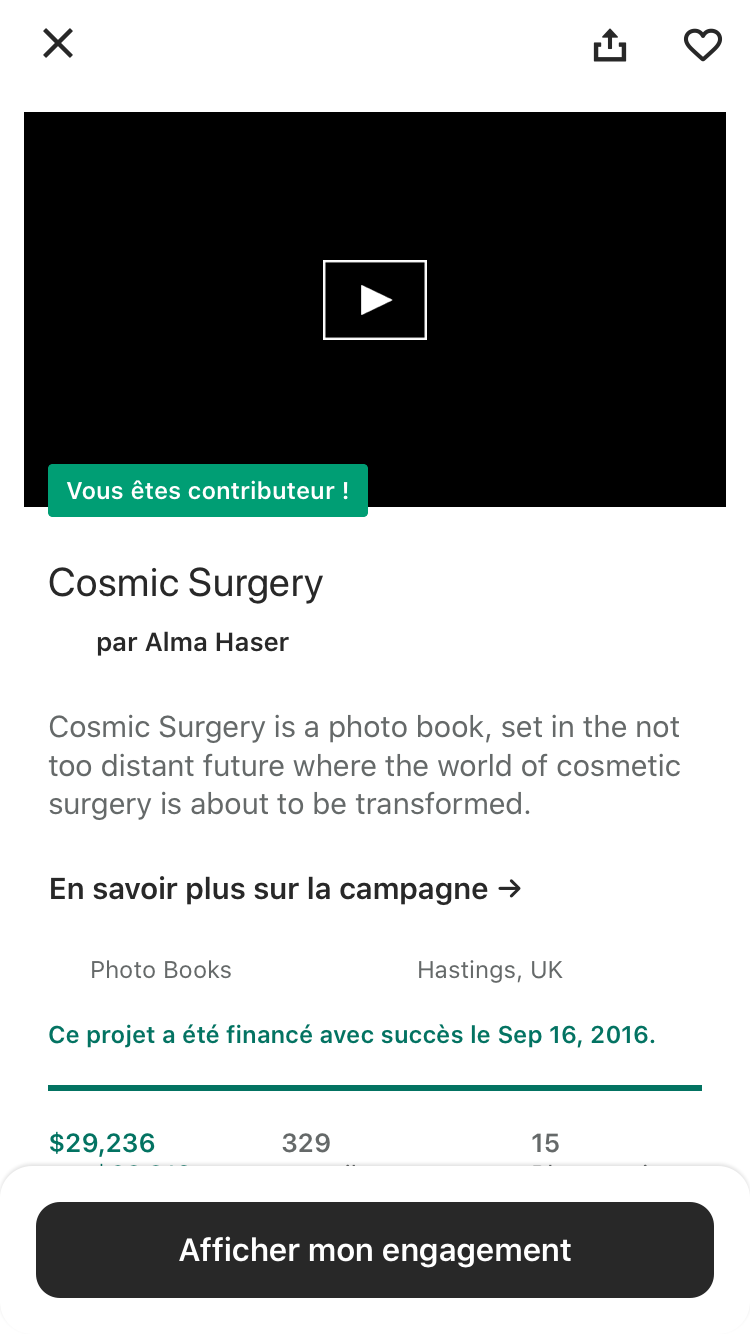 Vous êtes contributeur !
Cosmic Surgery
par Alma Haser
Cosmic Surgery is a photo book, set in the not
too distant future where the world of cosmetic
surgery is about to be transformed.
En savoir plus sur la campagne →
Photo Books
Hastings, UK
Ce projet a été financé avec succès le Sep 16, 2016.
$29,236
329
15
Afficher mon engagement